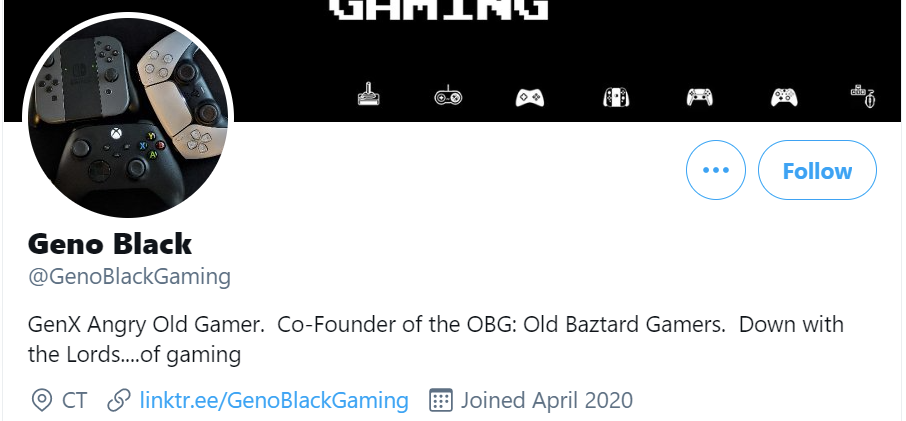 GAMING
Follow
Geno Black
@GenoBlackGaming
GenX Angry Old Gamer.  Co-Founder of the OBG: Old Baztard Gamers.  Down with
the Lords....of gaming
CT linktr.ee/GenoBlackGaming Joined April 2020